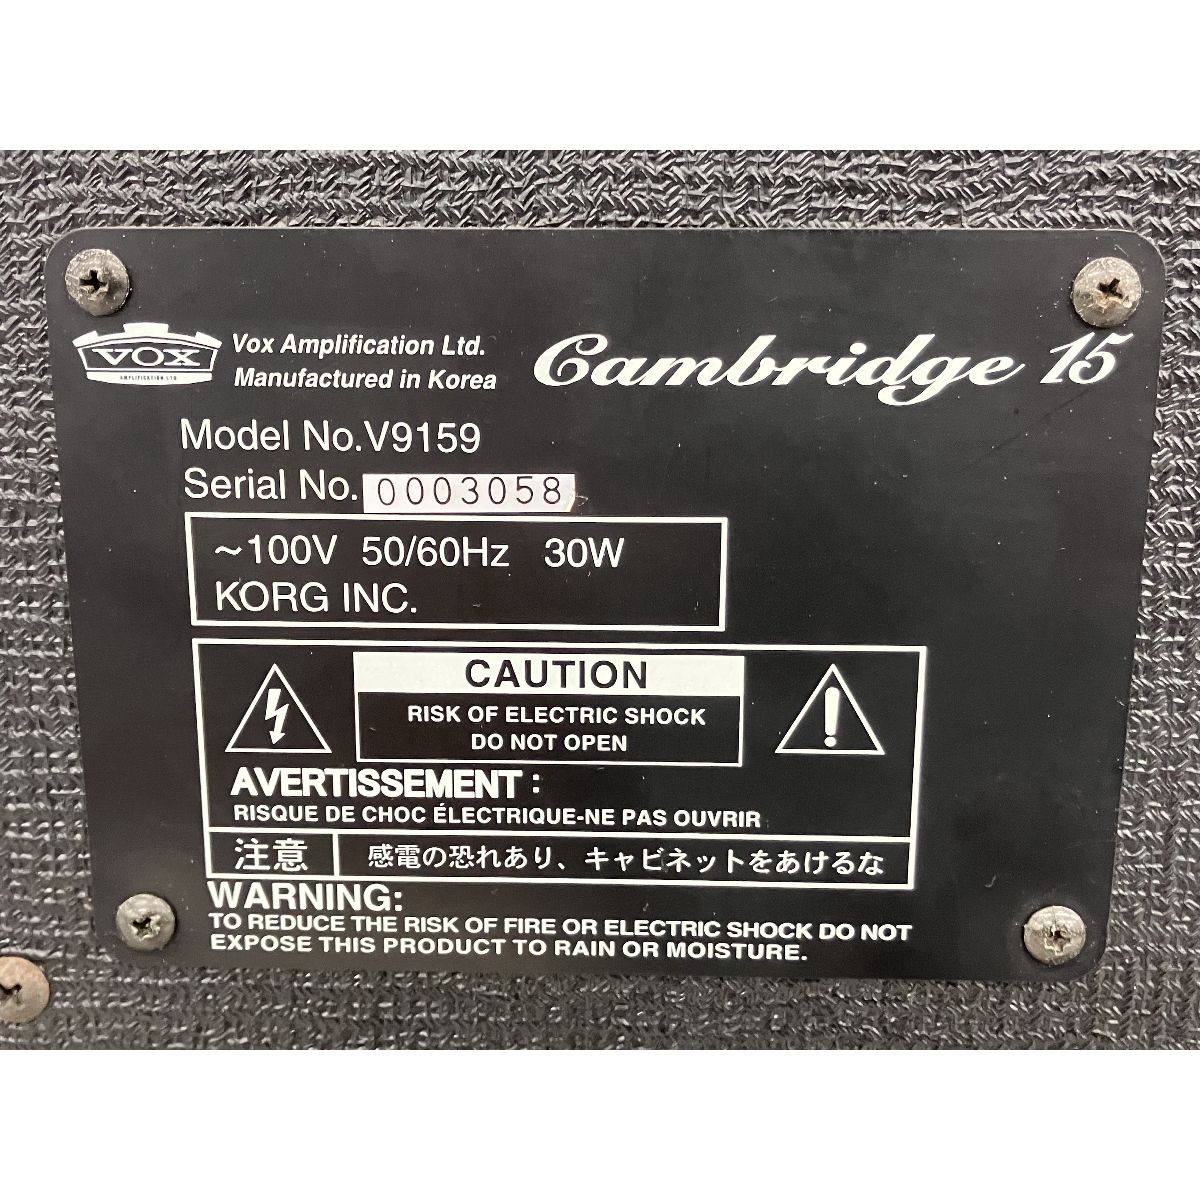 VOX
AMPLIFICATION LTD.
Vox Amplification Ltd.
Manufactured in Korea
Cambridge 15
Model No.V9159
Serial No. 0003058
~100V 50/60Hz 30W
KORG INC.
CAUTION
RISK OF ELECTRIC SHOCK
DO NOT OPEN
AVERTISSEMENT :
RISQUE DE CHOC ÉLECTRIQUE-NE PAS OUVRIR
注意 感電の恐れあり、キャビネットをあけるな
WARNING:
TO REDUCE THE RISK OF FIRE OR ELECTRIC SHOCK DO NOT
EXPOSE THIS PRODUCT TO RAIN OR MOISTURE.